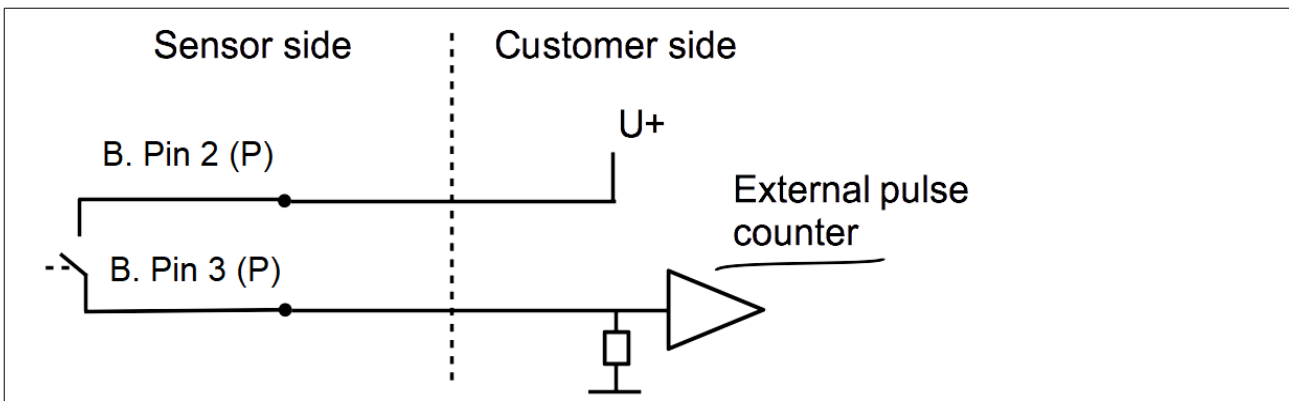 Sensor side
Customer side
U+
B. Pin 2 (P)
External pulse
counter
B. Pin 3 (P)